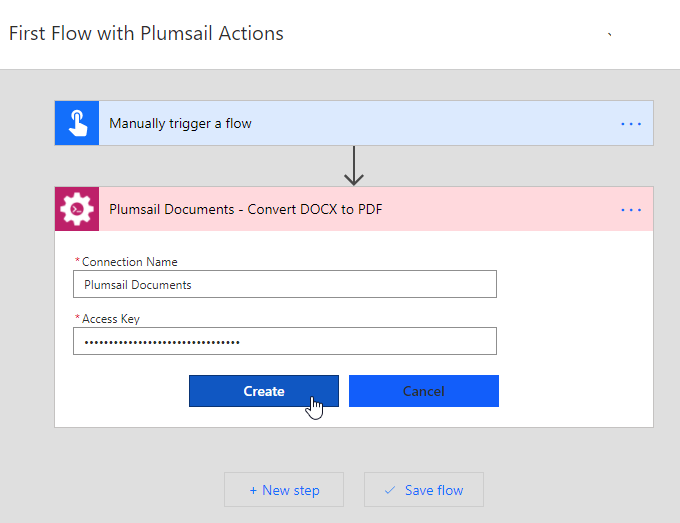 First Flow with Plumsail Actions
Manually trigger a flow
Plumsail Documents - Convert DOCX to PDF
* Connection Name
Plumsail Documents
* Access Key
••••••••••••••••••••••••••••••••
Create
Cancel
+ New step
Save flow